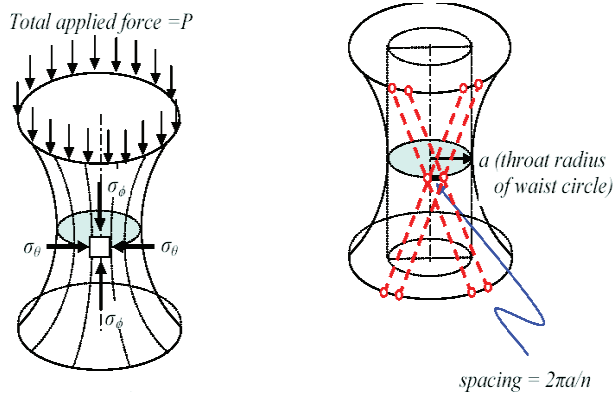 Total applied force =P
σϕ
σθ
σθ
σϕ
a (throat radius
of waist circle)
spacing = 2πa/n